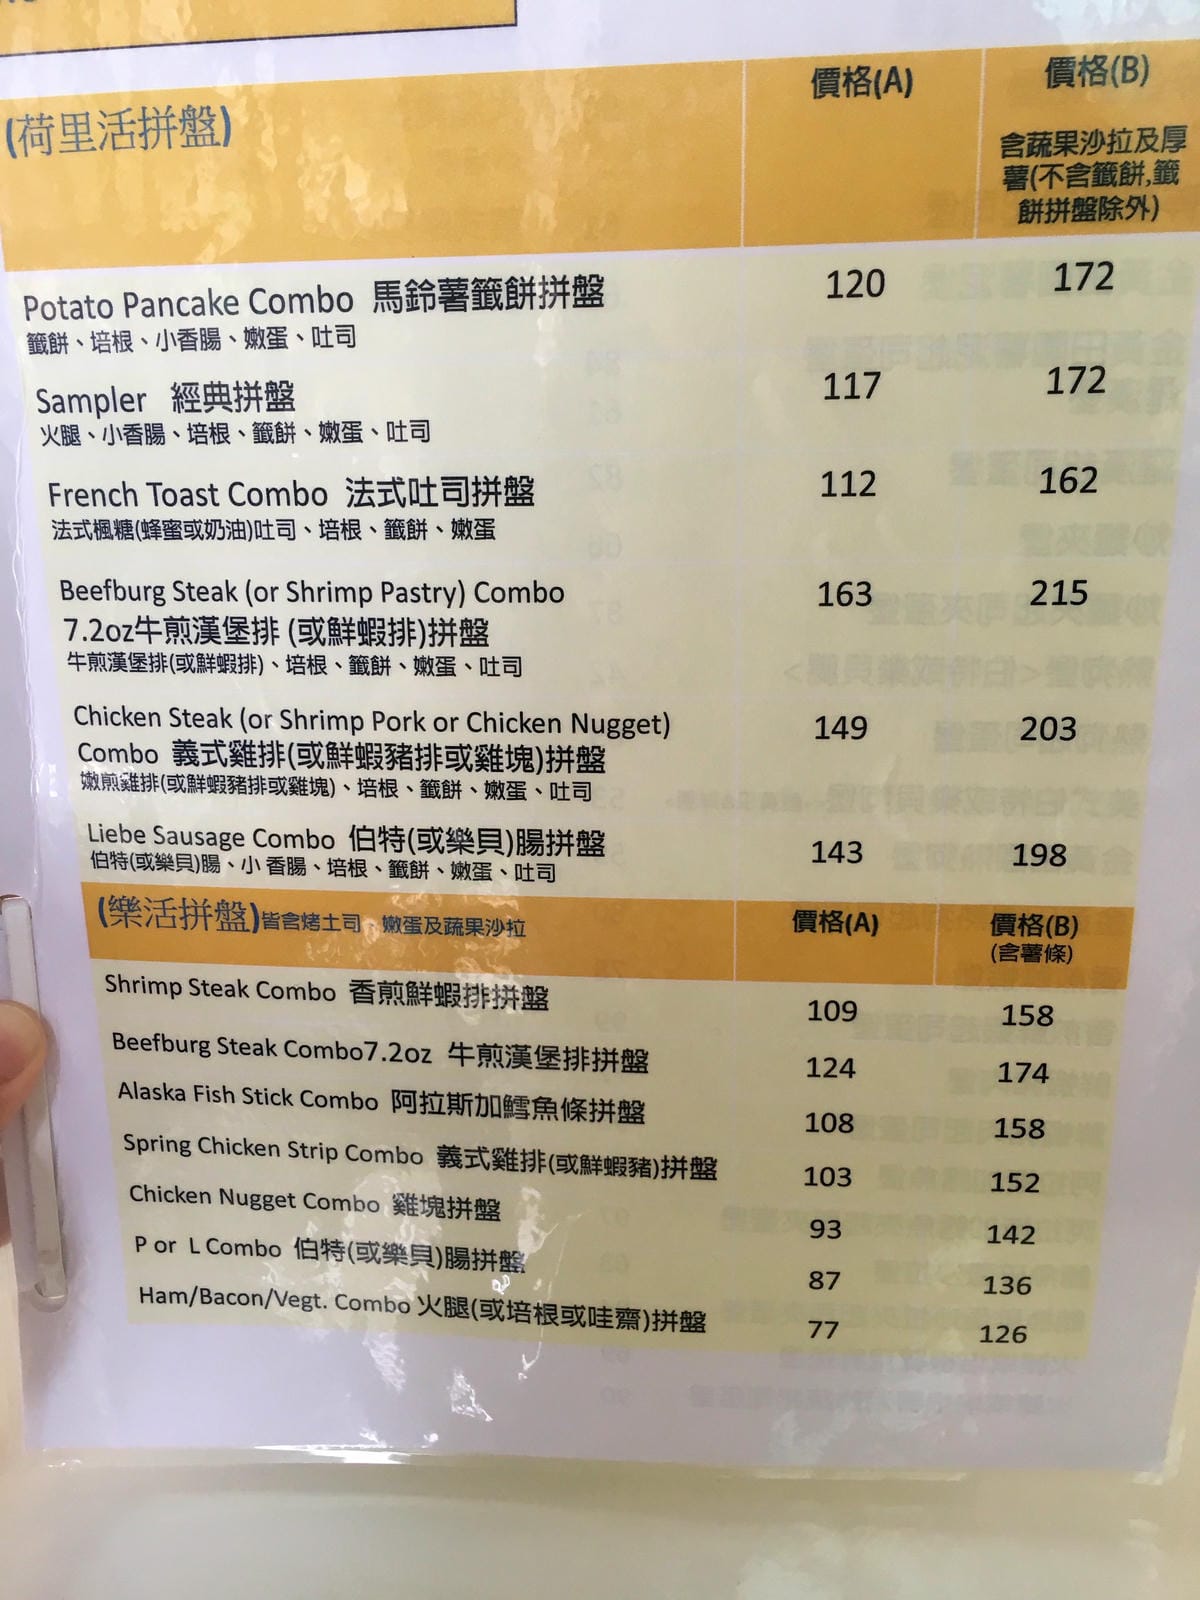 (荷里活拼盤)
價格(A)
價格(B)
含蔬果沙拉及厚
薯(不含籤餅,籤
餅拼盤除外)
Potato Pancake Combo 馬鈴薯籤餅拼盤 120 172
籤餅、培根、小香腸、嫩蛋、吐司
Sampler 經典拼盤 117 172
火腿、小香腸、培根、籤餅、嫩蛋、吐司
French Toast Combo 法式吐司拼盤 112 162
法式楓糖(蜂蜜或奶油)吐司、培根、籤餅、嫩蛋
Beefburg Steak (or Shrimp Pastry) Combo 163 215
7.2oz牛煎漢堡排 (或鮮蝦排)拼盤
牛煎漢堡排(或鮮蝦排)、培根、籤餅、嫩蛋、吐司
Chicken Steak (or Shrimp Pork or Chicken Nugget) 149 203
Combo 義式雞排(或鮮蝦豬排或雞塊)拼盤
嫩煎雞排(或鮮蝦豬排或雞塊)、培根、籤餅、嫩蛋、吐司
Liebe Sausage Combo 伯特(或樂貝)腸拼盤 143 198
伯特(或樂貝)腸、小 香腸、培根、籤餅、嫩蛋、吐司
(樂活拼盤)皆含烤土司、嫩蛋及蔬果沙拉 價格(A) 價格(B)
(含薯條)
Shrimp Steak Combo 香煎鮮蝦排拼盤 109 158
Beefburg Steak Combo7.2oz 牛煎漢堡排拼盤 124 174
Alaska Fish Stick Combo 阿拉斯加鱈魚條拼盤 108 158
Spring Chicken Strip Combo 義式雞排(或鮮蝦豬)拼盤 103 152
Chicken Nugget Combo 雞塊拼盤 93 142
P or L Combo 伯特(或樂貝)腸拼盤 87 136
Ham/Bacon/Vegt. Combo 火腿(或培根或哇齋)拼盤 77 126